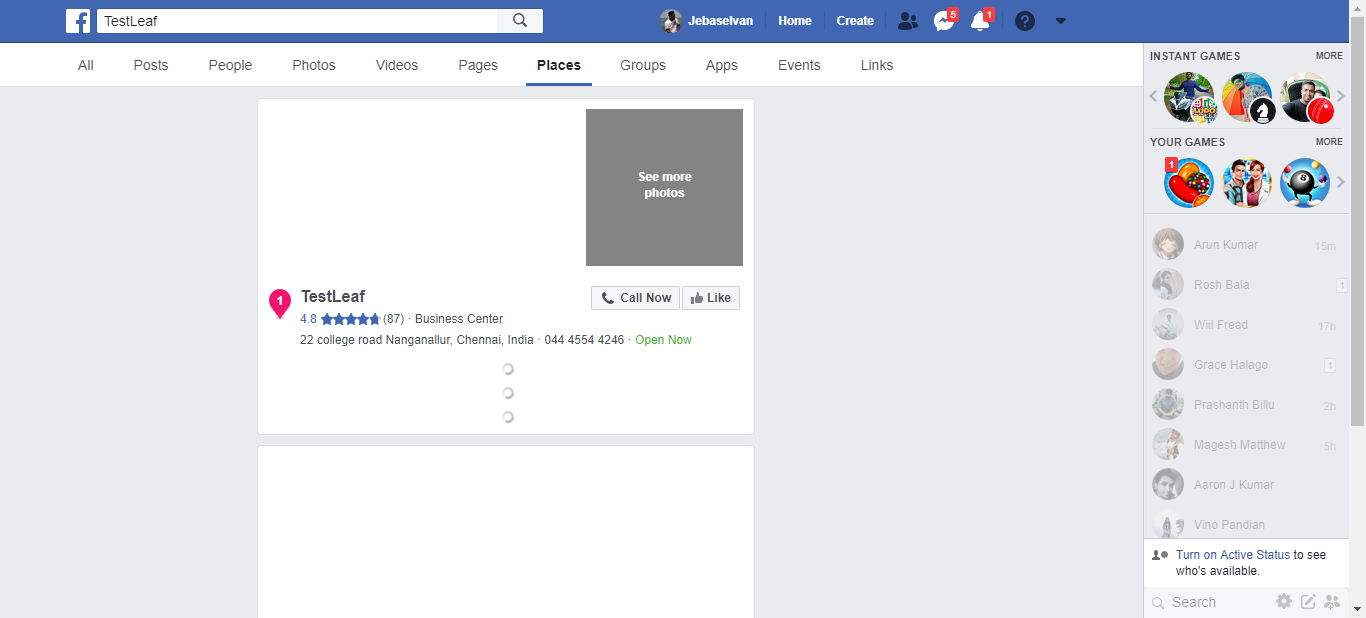 TestLeaf
Jebaselvan Home Create 5 1
All Posts People Photos Videos Pages Places Groups Apps Events Links
See more
photos
1 TestLeaf
Call Now Like
4.8 (87) · Business Center
22 college road Nanganallur, Chennai, India · 044 4554 4246 · Open Now
INSTANT GAMES MORE
YOUR GAMES MORE
1
8
Arun Kumar 15m
Rosh Bala 1
Wiil Fread 17h
Grace Halago 1
Prashanth Billu 2h
Magesh Matthew 5h
Aaron J Kumar
Vino Pandian
Turn on Active Status to see
who's available.
Search